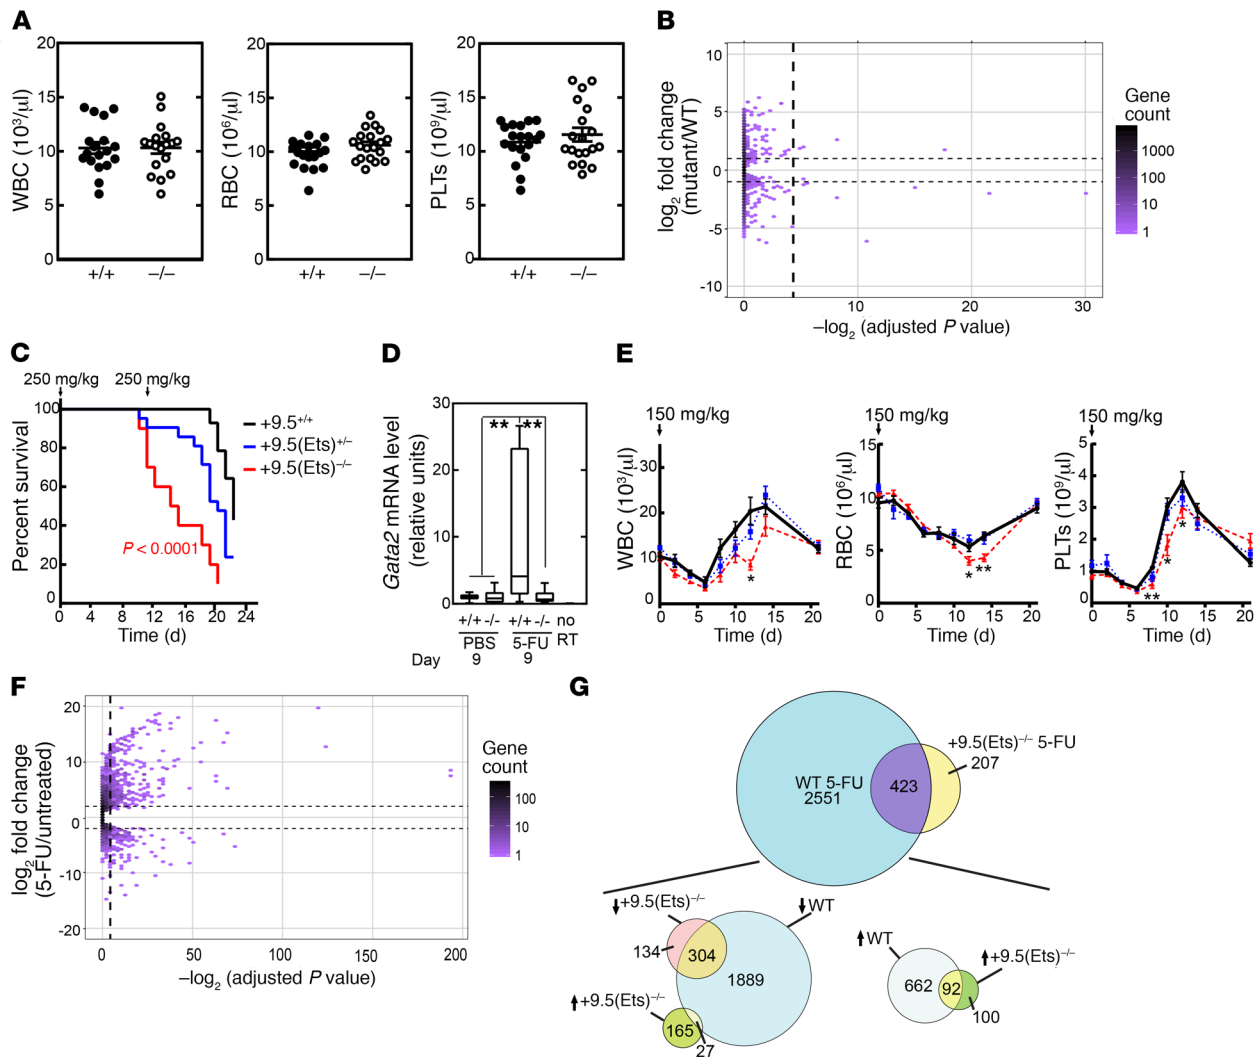 A
WBC (10³/µl)
20
15
10
5
0
+/+ –/–
RBC (10⁶/µl)
20
15
10
5
0
+/+ –/–
PLTs (10⁹/µl)
20
15
10
5
0
+/+ –/–
B
log₂ fold change
(mutant/WT)
10
5
0
-5
-10
0 10 20 30
–log₂ (adjusted P value)
Gene
count
1000
100
10
1
C
250 mg/kg 250 mg/kg
Percent survival
100
80
60
40
20
0
0 4 8 12 16 20 24
Time (d)
P < 0.0001
+9.5⁺/⁺
+9.5(Ets)⁺/⁻
+9.5(Ets)⁻/⁻
D
Gata2 mRNA level
(relative units)
30
20
10
0
** **
+/+ -/- +/+ -/- no
PBS 5-FU RT
Day 9 9
E
150 mg/kg
WBC (10³/µl)
30
20
10
0
*
0 5 10 15 20
Time (d)
150 mg/kg
RBC (10⁶/µl)
15
10
5
0
* **
0 5 10 15 20
Time (d)
150 mg/kg
PLTs (10⁹/µl)
5
4
3
2
1
0
** * *
0 5 10 15 20
Time (d)
F
log₂ fold change
(5-FU/untreated)
20
10
0
-10
-20
0 50 100 150 200
–log₂ (adjusted P value)
Gene
count
100
10
1
G
WT 5-FU
2551
423
+9.5(Ets)⁻/⁻ 5-FU
207
↓+9.5(Ets)⁻/⁻
↓WT
134
304
1889
↑+9.5(Ets)⁻/⁻
165
27
↑WT
↑+9.5(Ets)⁻/⁻
662
92
100